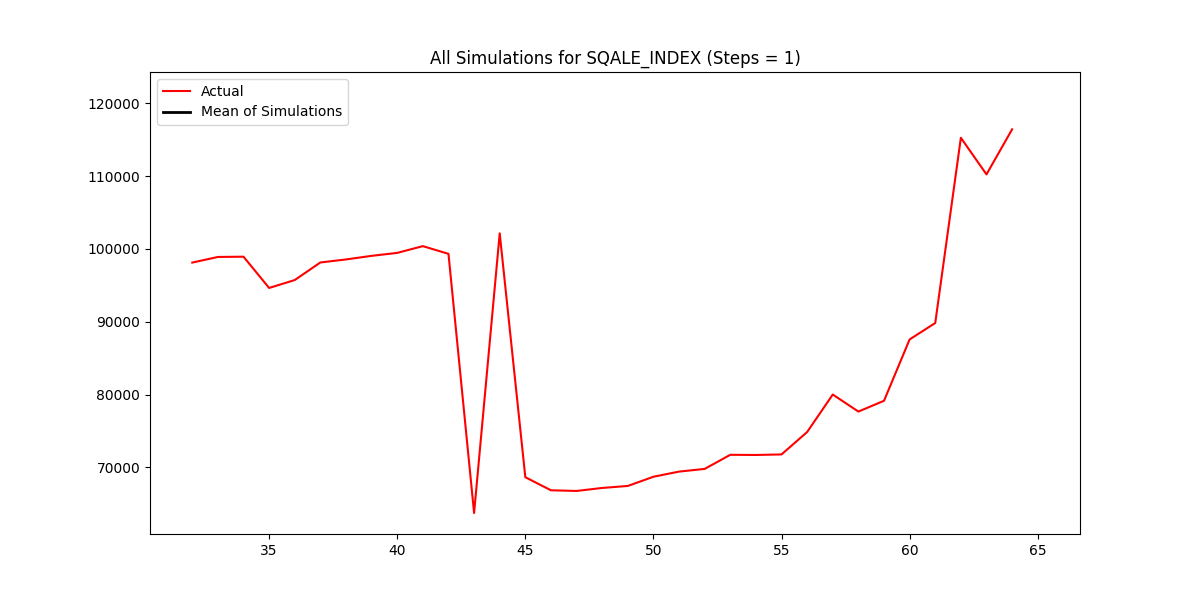 All Simulations for SQALE_INDEX (Steps = 1)
Actual
Mean of Simulations
120000
110000
100000
90000
80000
70000
35 40 45 50 55 60 65